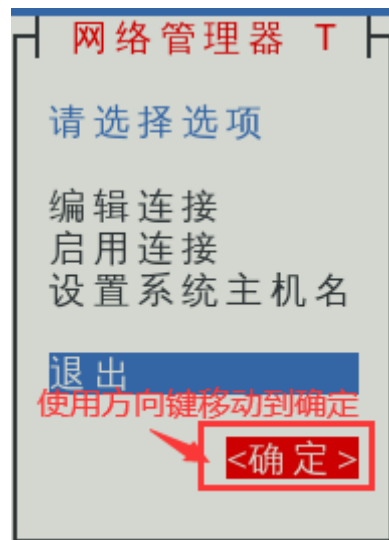 网络管理器 T
请选择选项
编辑连接
启用连接
设置系统主机名
退出
使用方向键移动到确定
<确定>